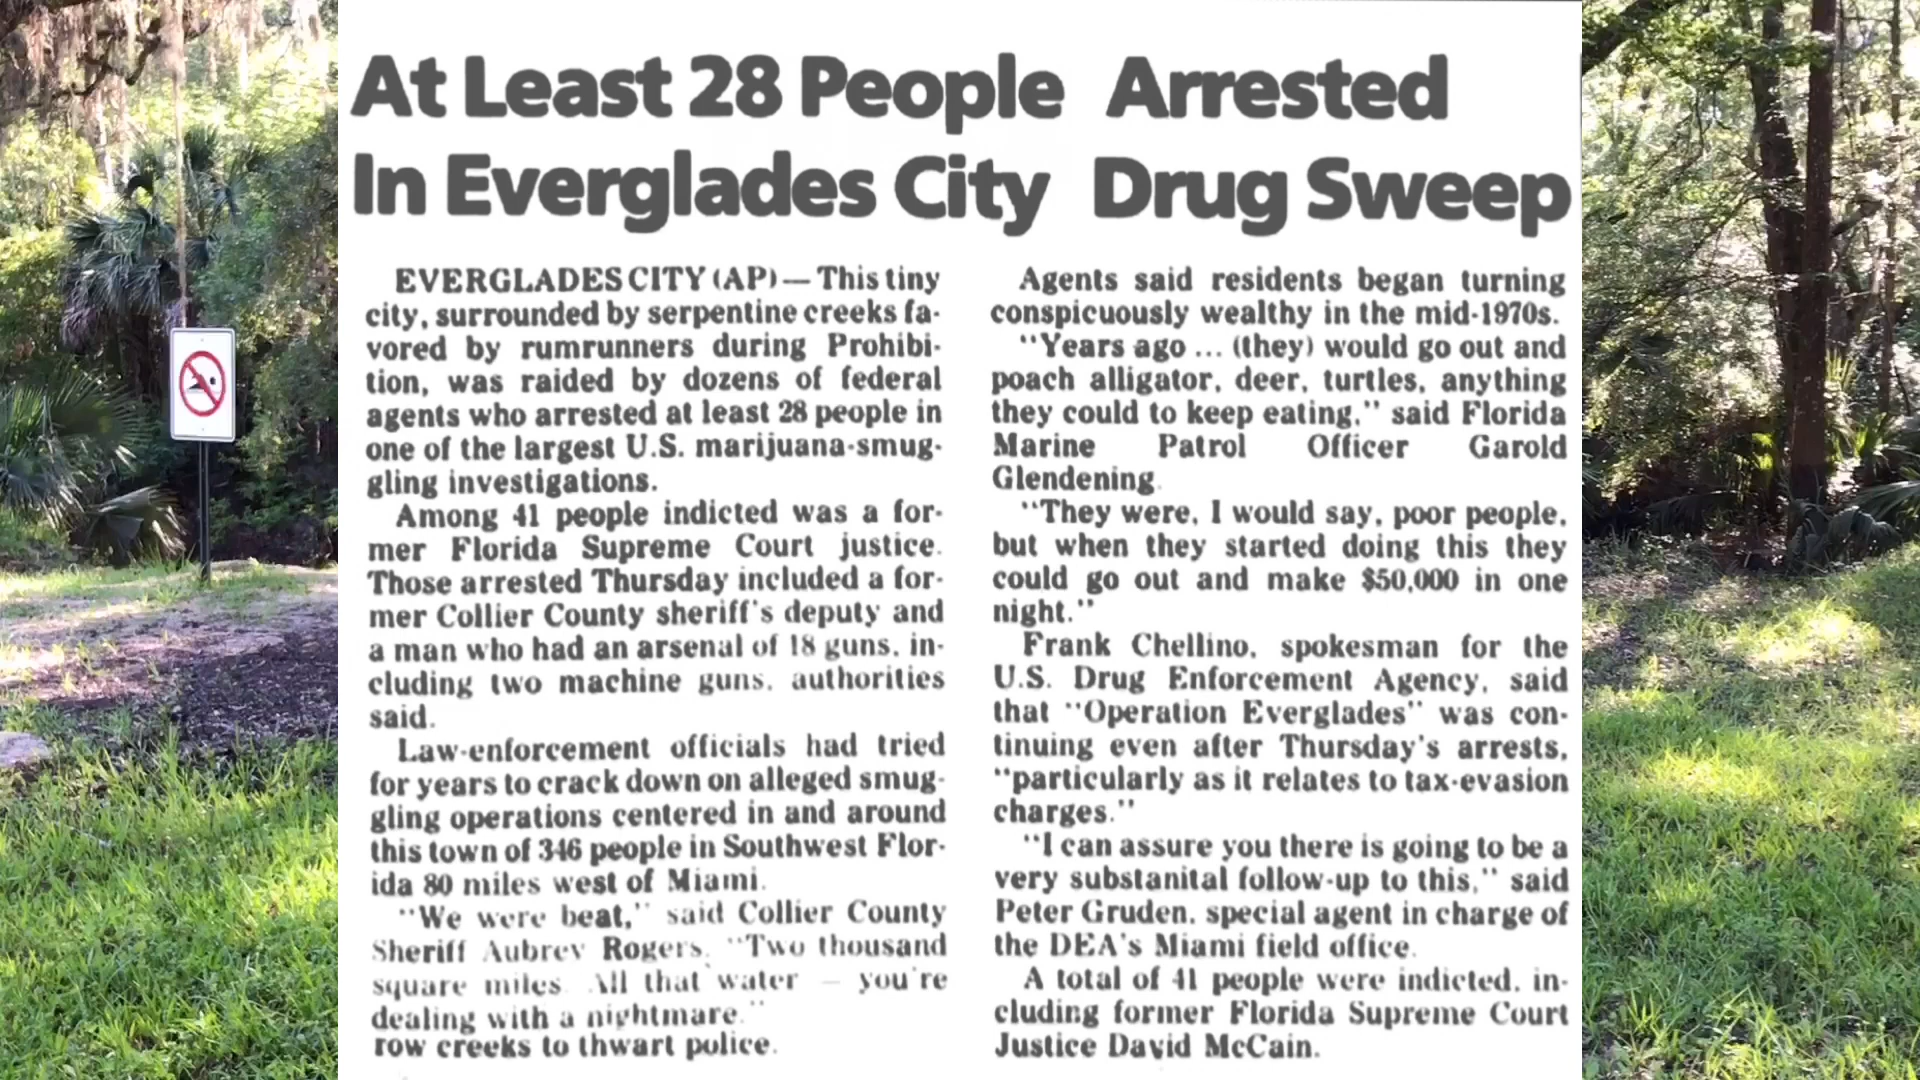 At Least 28 People Arrested
In Everglades City Drug Sweep
EVERGLADES CITY (AP) — This tiny
city, surrounded by serpentine creeks fa-
vored by rumrunners during Prohibi-
tion, was raided by dozens of federal
agents who arrested at least 28 people in
one of the largest U.S. marijuana-smug-
gling investigations.
Among 41 people indicted was a for-
mer Florida Supreme Court justice.
Those arrested Thursday included a for-
mer Collier County sheriff's deputy and
a man who had an arsenal of 18 guns, in-
cluding two machine guns, authorities
said.
Law-enforcement officials had tried
for years to crack down on alleged smug-
gling operations centered in and around
this town of 346 people in Southwest Flor-
ida 80 miles west of Miami.
"We were beat," said Collier County
Sheriff Aubrey Rogers. "Two thousand
square miles. All that water — you're
dealing with a nightmare."
row creeks to thwart police.
Agents said residents began turning
conspicuously wealthy in the mid-1970s.
"Years ago ... (they) would go out and
poach alligator, deer, turtles, anything
they could to keep eating," said Florida
Marine Patrol Officer Garold
Glendening.
"They were, I would say, poor people,
but when they started doing this they
could go out and make $50,000 in one
night."
Frank Chellino, spokesman for the
U.S. Drug Enforcement Agency, said
that "Operation Everglades" was con-
tinuing even after Thursday's arrests,
"particularly as it relates to tax-evasion
charges."
"I can assure you there is going to be a
very substanital follow-up to this," said
Peter Gruden, special agent in charge of
the DEA's Miami field office.
A total of 41 people were indicted, in-
cluding former Florida Supreme Court
Justice David McCain.